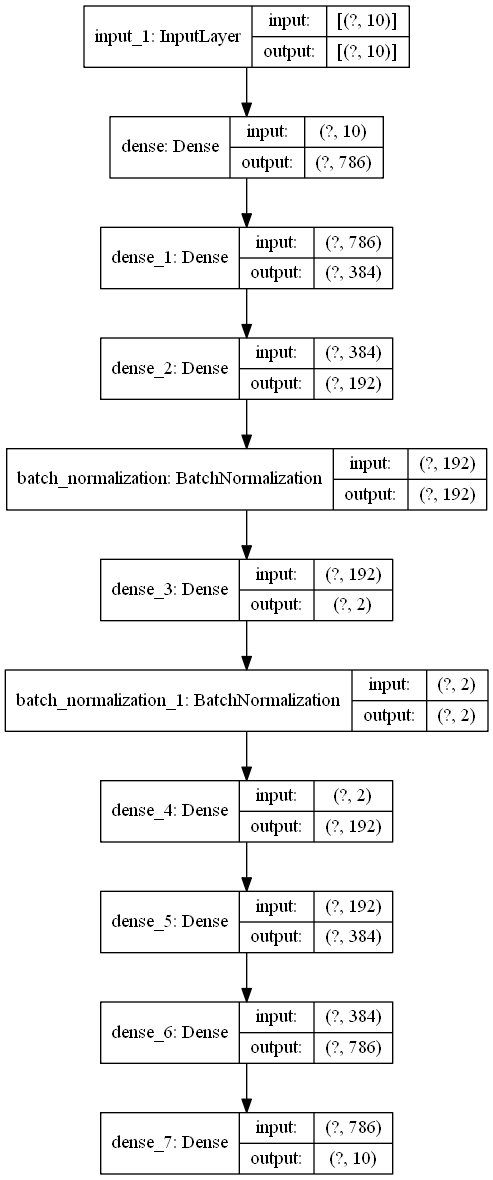 input_1: InputLayer
input: [(?, 10)]
output: [(?, 10)]
dense: Dense
input: (?, 10)
output: (?, 786)
dense_1: Dense
input: (?, 786)
output: (?, 384)
dense_2: Dense
input: (?, 384)
output: (?, 192)
batch_normalization: BatchNormalization
input: (?, 192)
output: (?, 192)
dense_3: Dense
input: (?, 192)
output: (?, 2)
batch_normalization_1: BatchNormalization
input: (?, 2)
output: (?, 2)
dense_4: Dense
input: (?, 2)
output: (?, 192)
dense_5: Dense
input: (?, 192)
output: (?, 384)
dense_6: Dense
input: (?, 384)
output: (?, 786)
dense_7: Dense
input: (?, 786)
output: (?, 10)